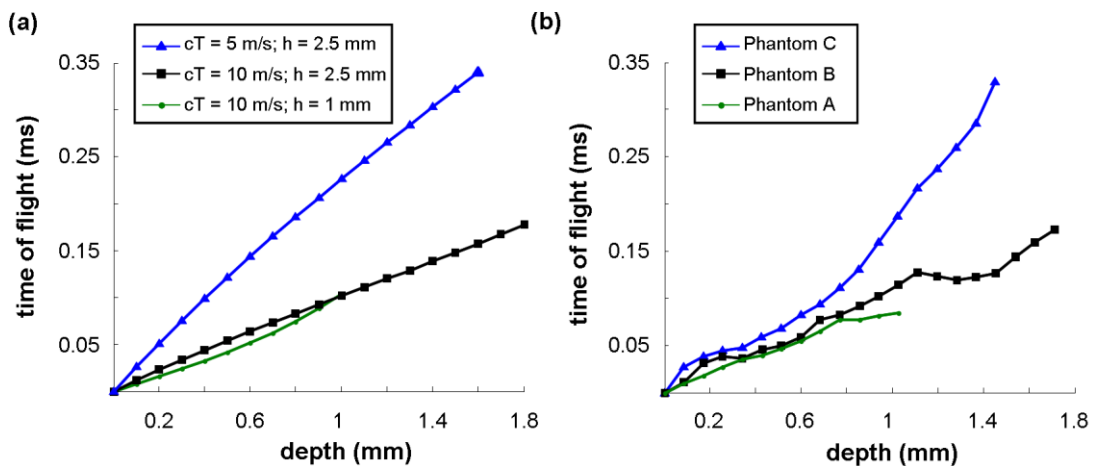 (a)
cT = 5 m/s; h = 2.5 mm
cT = 10 m/s; h = 2.5 mm
cT = 10 m/s; h = 1 mm
0.35
0.25
0.15
0.05
time of flight (ms)
0.2 0.6 1 1.4 1.8
depth (mm)
(b)
Phantom C
Phantom B
Phantom A
0.35
0.25
0.15
0.05
time of flight (ms)
0.2 0.6 1 1.4 1.8
depth (mm)